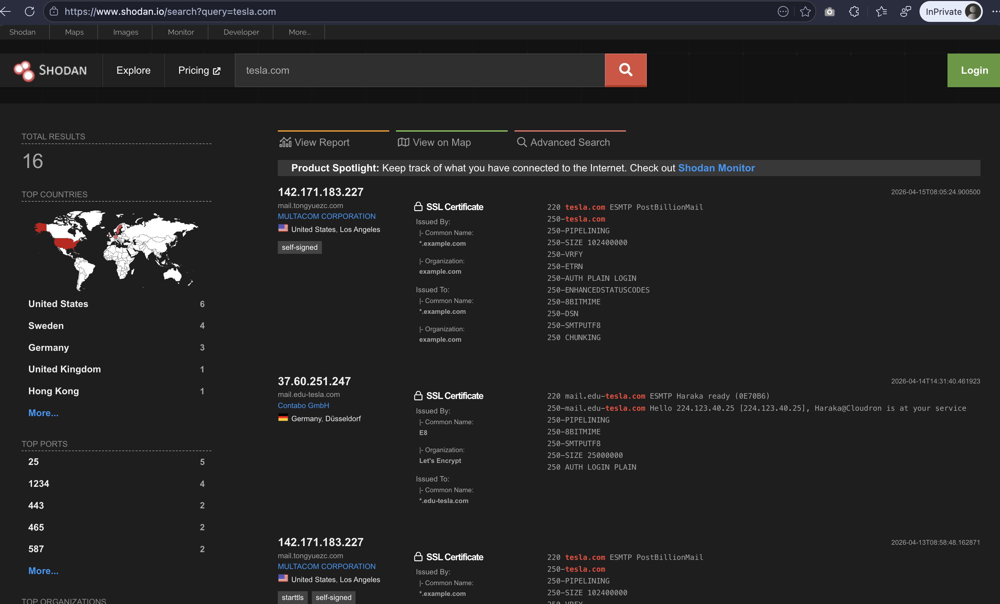 https://www.shodan.io/search?query=tesla.com
InPrivate
Shodan
Maps
Images
Monitor
Developer
More...
SHODAN
Explore
Pricing
tesla.com
Login
TOTAL RESULTS
16
TOP COUNTRIES
United States 6
Sweden 4
Germany 3
United Kingdom 1
Hong Kong 1
More...
TOP PORTS
25 5
1234 4
443 2
465 2
587 2
More...
TOP ORGANIZATIONS
View Report
View on Map
Advanced Search
Product Spotlight: Keep track of what you have connected to the Internet. Check out Shodan Monitor
142.171.183.227
mail.tongyuezc.com
MULTACOM CORPORATION
United States, Los Angeles
self-signed
SSL Certificate
Issued By:
|- Common Name:
*.example.com
|- Organization:
example.com
Issued To:
|- Common Name:
*.example.com
|- Organization:
example.com
2026-04-15T08:05:24.900500
220 tesla.com ESMTP PostBillionMail
250-tesla.com
250-PIPELINING
250-SIZE 102400000
250-VRFY
250-ETRN
250-AUTH PLAIN LOGIN
250-ENHANCEDSTATUSCODES
250-8BITMIME
250-DSN
250-SMTPUTF8
250 CHUNKING
37.60.251.247
mail.edu-tesla.com
Contabo GmbH
Germany, Düsseldorf
SSL Certificate
Issued By:
|- Common Name:
E8
|- Organization:
Let's Encrypt
Issued To:
|- Common Name:
*.edu-tesla.com
2026-04-14T14:31:40.461923
220 mail.edu-tesla.com ESMTP Haraka ready (0E70B6)
250-mail.edu-tesla.com Hello 224.123.40.25 [224.123.40.25], Haraka@Cloudron is at your service
250-PIPELINING
250-8BITMIME
250-SMTPUTF8
250-SIZE 25000000
250 AUTH LOGIN PLAIN
142.171.183.227
mail.tongyuezc.com
MULTACOM CORPORATION
United States, Los Angeles
starttls
self-signed
SSL Certificate
Issued By:
|- Common Name:
*.example.com
2026-04-13T08:58:48.162871
220 tesla.com ESMTP PostBillionMail
250-tesla.com
250-PIPELINING
250-SIZE 102400000
250-VRFY